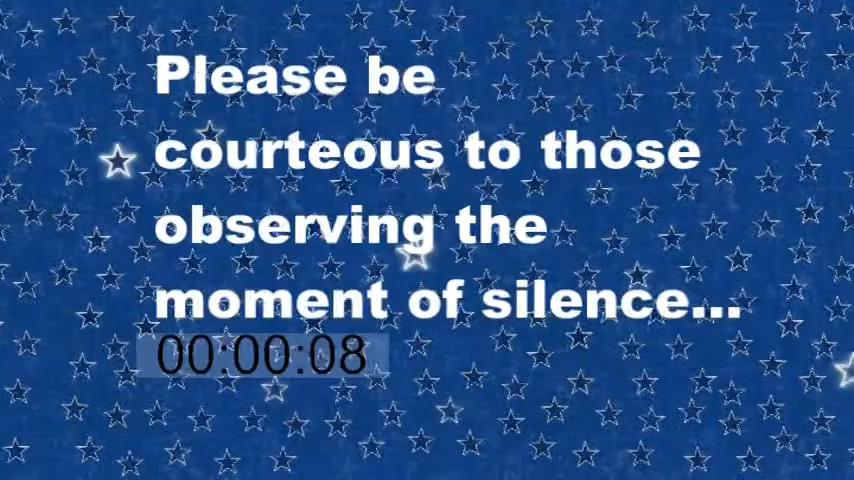 Please be
courteous to those
observing the
moment of silence...
00:00:08